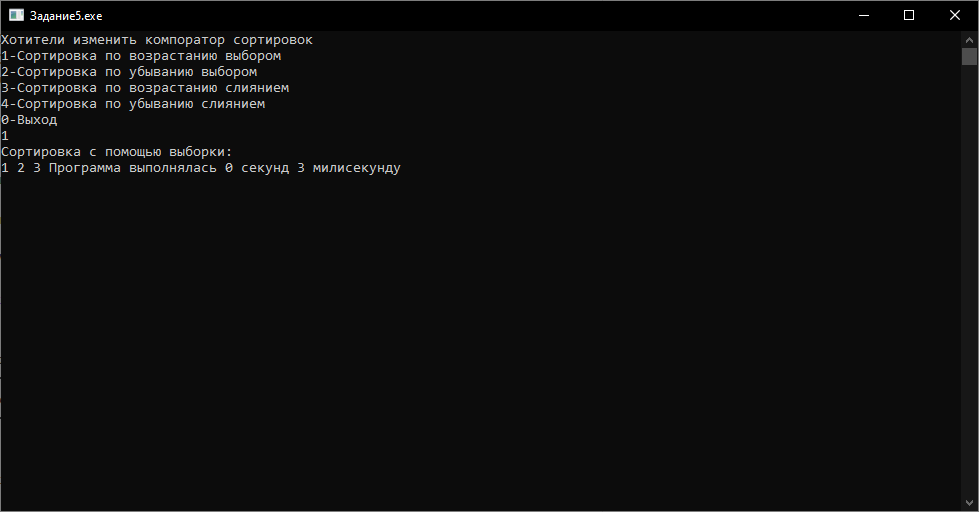 Задание5.exe
Хотители изменить компоратор сортировок
1-Сортировка по возрастанию выбором
2-Сортировка по убыванию выбором
3-Сортировка по возрастанию слиянием
4-Сортировка по убыванию слиянием
0-Выход
1
Сортировка с помощью выборки:
1 2 3 Программа выполнялась 0 секунд 3 милисекунду